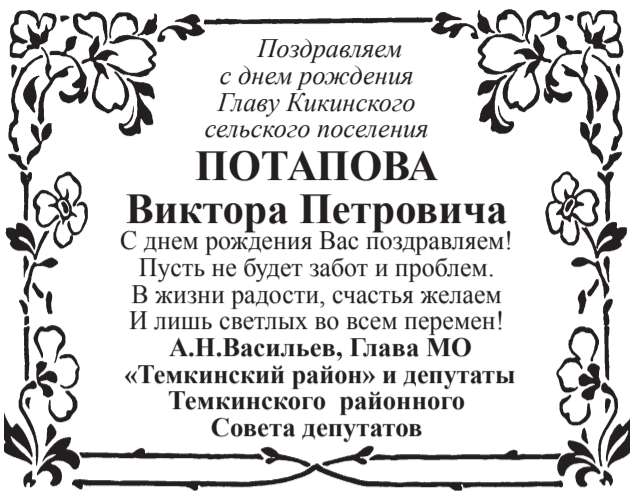 Поздравляем
с днем рождения
Главу Кикинского
сельского поселения
ПОТАПОВА
Виктора Петровича
С днем рождения Вас поздравляем!
Пусть не будет забот и проблем.
В жизни радости, счастья желаем
И лишь светлых во всем перемен!
А.Н.Васильев, Глава МО
«Темкинский район» и депутаты
Темкинского районного
Совета депутатов